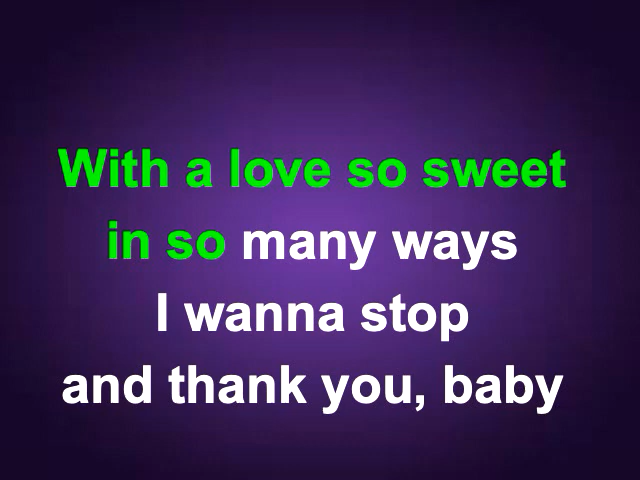 With a love so sweet
in so many ways
I wanna stop
and thank you, baby